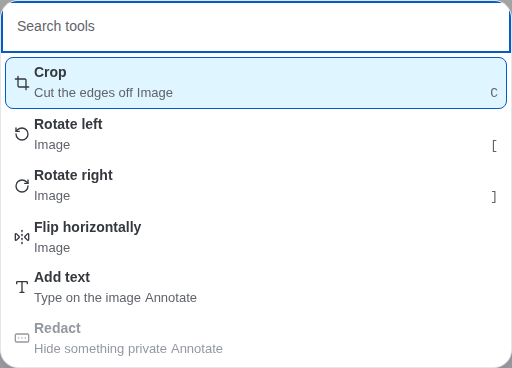 Search tools
Crop
Cut the edges off Image C
Rotate left
Image [
Rotate right
Image ]
Flip horizontally
Image
Add text
Type on the image Annotate
Redact
Hide something private Annotate